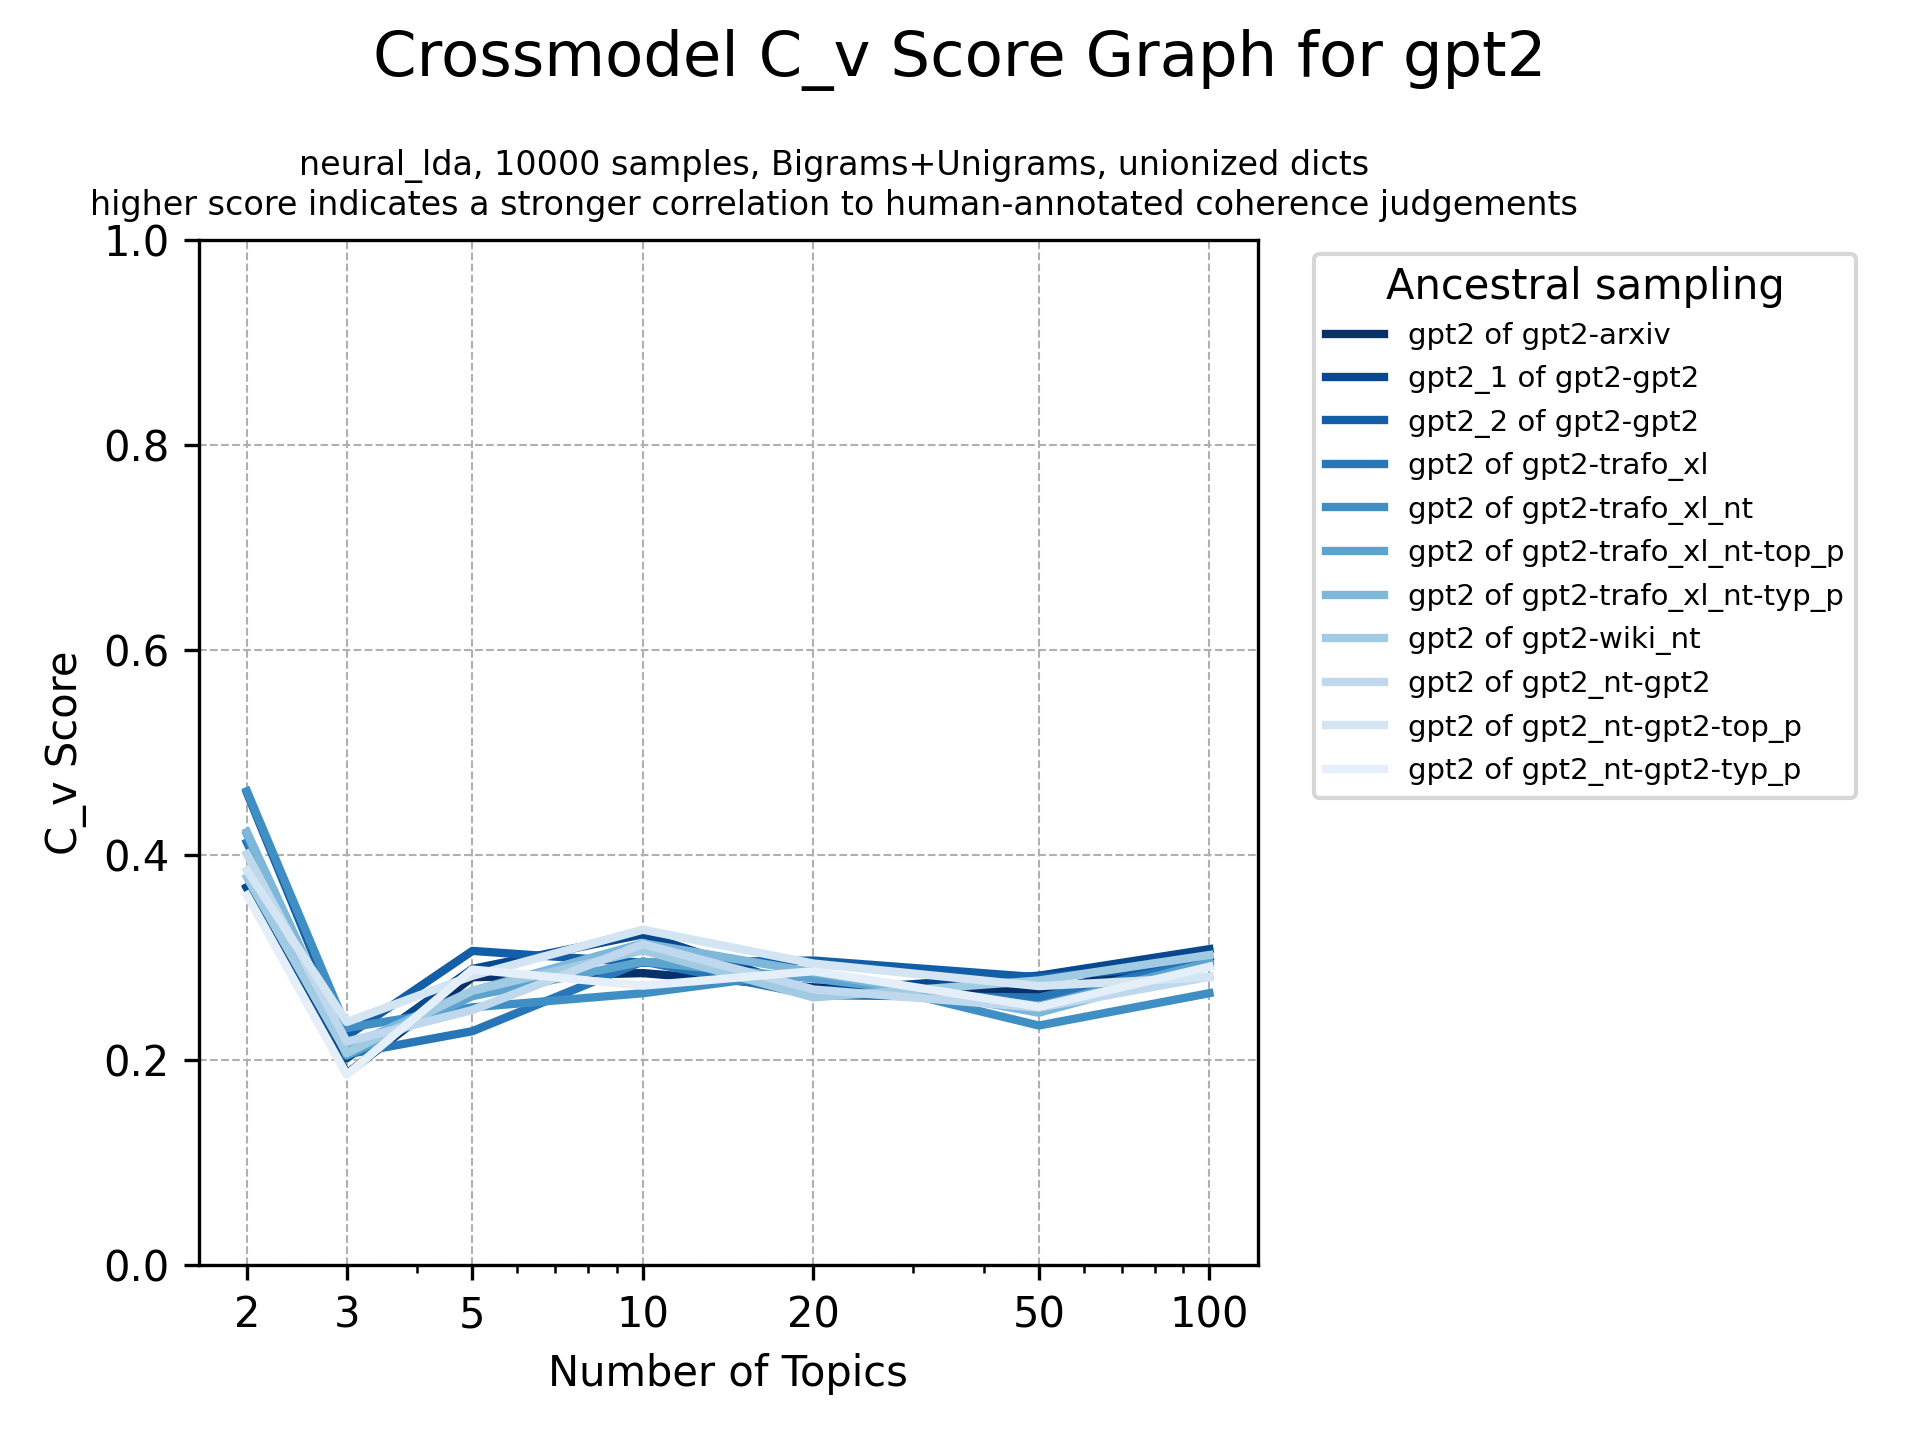 Crossmodel C_v Score Graph for gpt2
neural_lda, 10000 samples, Bigrams+Unigrams, unionized dicts
higher score indicates a stronger correlation to human-annotated coherence judgements
1.0
0.8
0.6
0.4
0.2
0.0
C_v Score
2 3 5 10 20 50 100
Number of Topics
Ancestral sampling
gpt2 of gpt2-arxiv
gpt2_1 of gpt2-gpt2
gpt2_2 of gpt2-gpt2
gpt2 of gpt2-trafo_xl
gpt2 of gpt2-trafo_xl_nt
gpt2 of gpt2-trafo_xl_nt-top_p
gpt2 of gpt2-trafo_xl_nt-typ_p
gpt2 of gpt2-wiki_nt
gpt2 of gpt2_nt-gpt2
gpt2 of gpt2_nt-gpt2-top_p
gpt2 of gpt2_nt-gpt2-typ_p